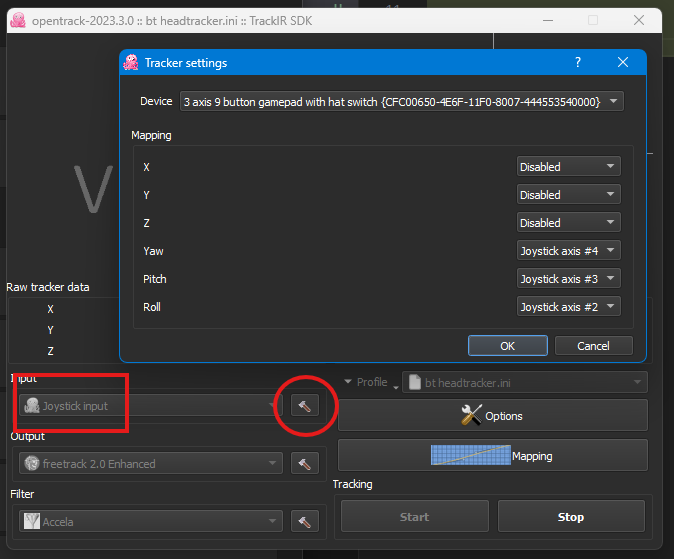 opentrack-2023.3.0 :: bt headtracker.ini :: TrackIR SDK
Tracker settings
?
Device
3 axis 9 button gamepad with hat switch {CFC00650-4E6F-11F0-8007-444553540000}
Mapping
X Disabled
Y Disabled
Z Disabled
Yaw Joystick axis #4
Pitch Joystick axis #3
Roll Joystick axis #2
OK Cancel
V
Raw tracker data
X
Y
Z
Input
Joystick input
Profile bt headtracker.ini
Options
Output
freetrack 2.0 Enhanced
Mapping
Filter
Accela
Tracking
Start Stop